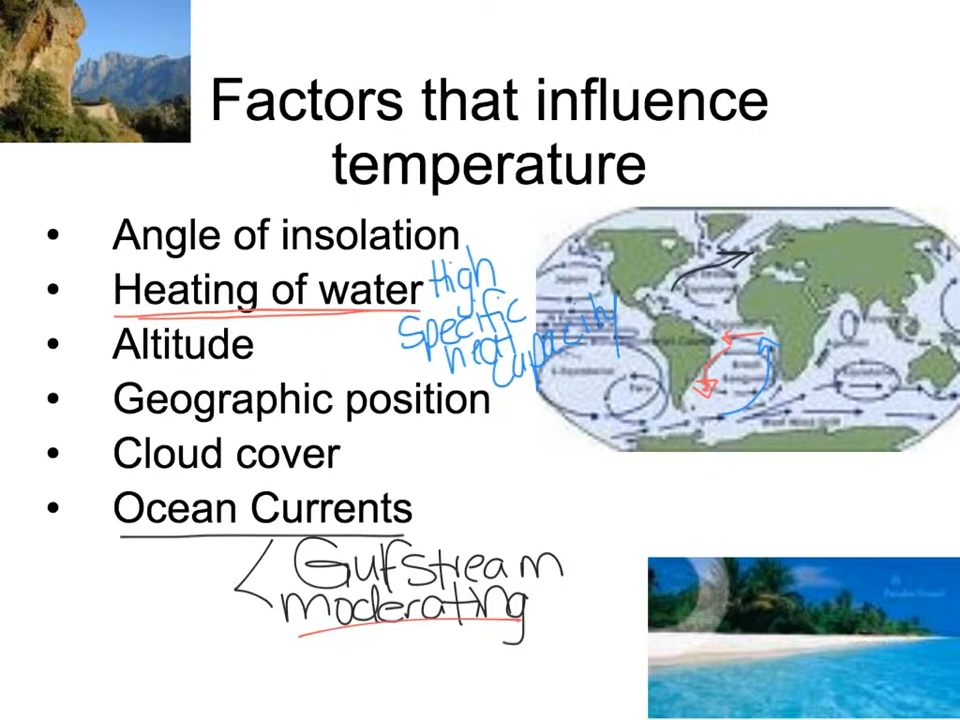 Factors that influence
temperature
• Angle of insolation
• Heating of water
High
specific
heat
capacity
• Altitude
• Geographic position
• Cloud cover
• Ocean Currents
Gulfstream
moderating